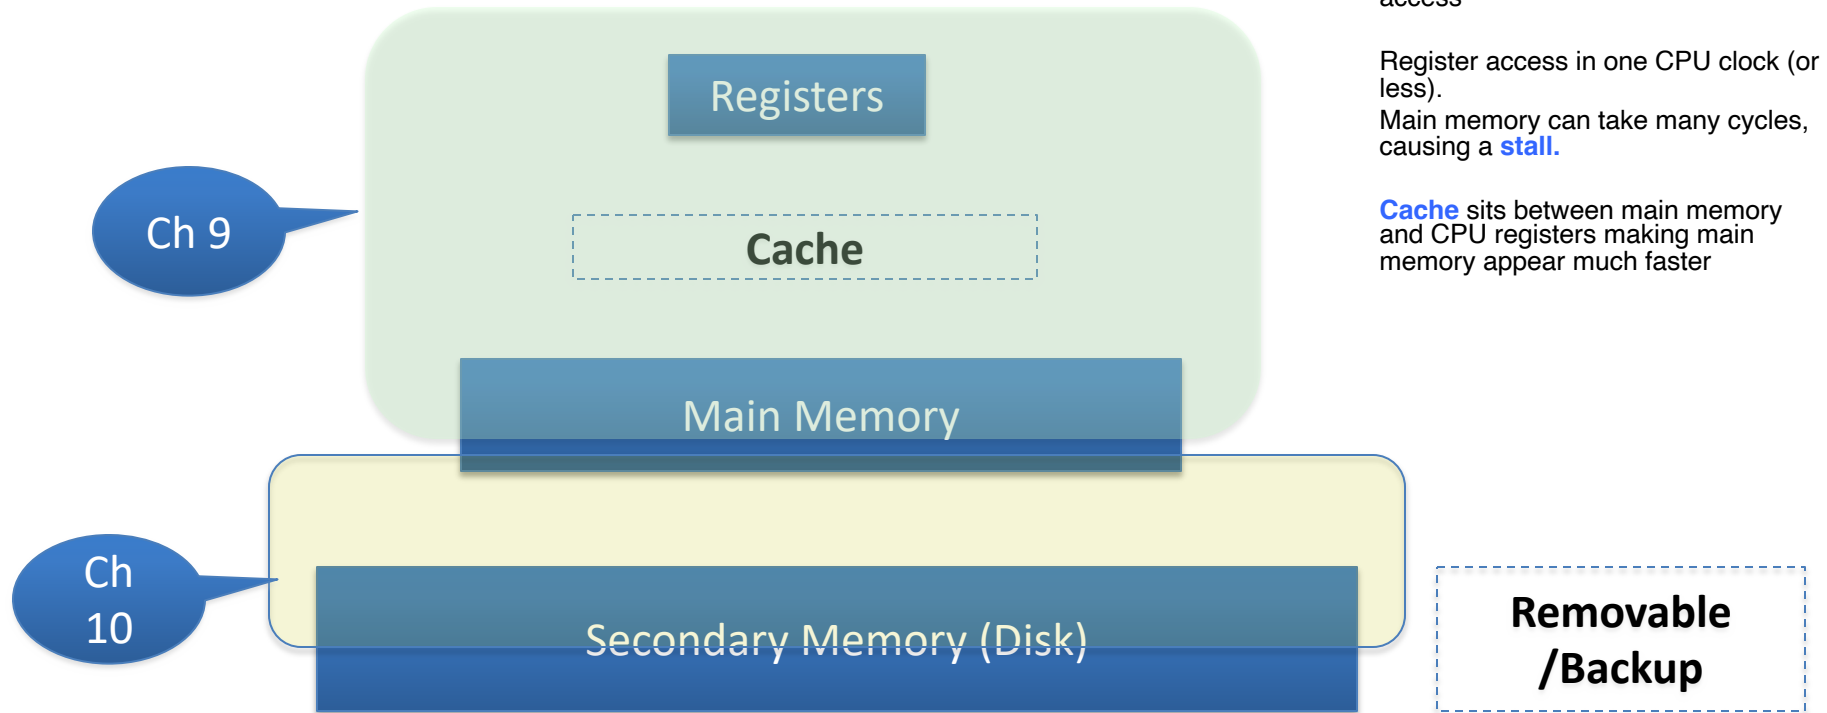 access
Registers
Register access in one CPU clock (or
less).
Main memory can take many cycles,
causing a stall.
Ch 9
Cache
Cache sits between main memory
and CPU registers making main
memory appear much faster
Main Memory
Ch
10
Secondary Memory (Disk)
Removable
/Backup